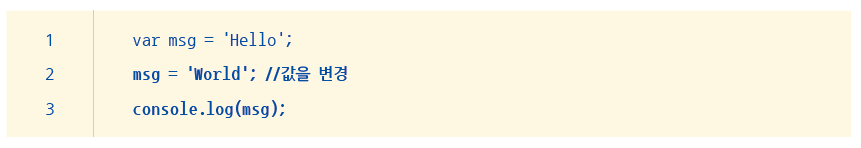 1 var msg = 'Hello';
2 msg = 'World'; //값을 변경
3 console.log(msg);